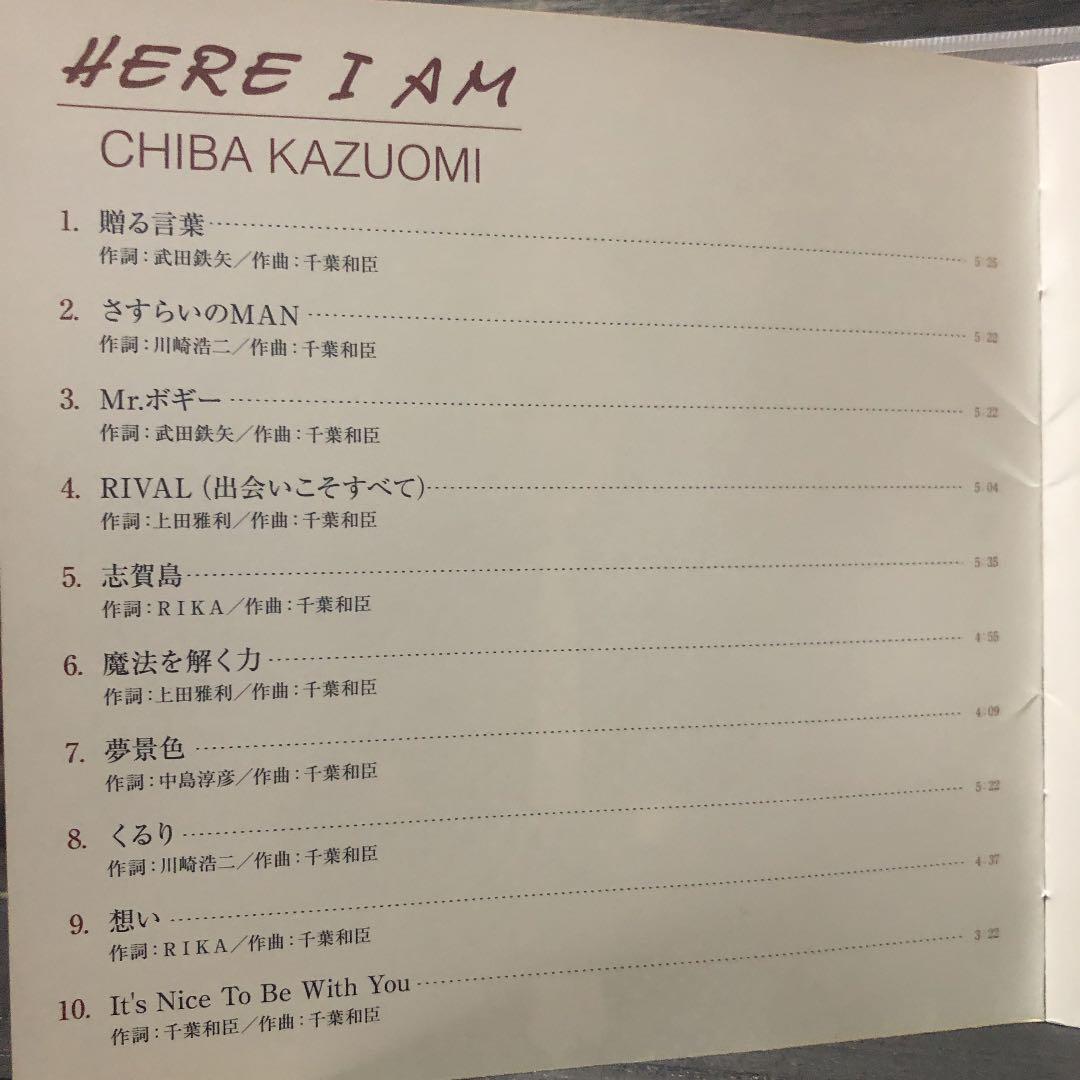 HERE I AM
CHIBA KAZUOMI
1. 贈る言葉 5:25
作詞:武田鉄矢/作曲:千葉和臣
2. さすらいのMAN 5:22
作詞:川崎浩二/作曲:千葉和臣
3. Mr.ボギー 5:22
作詞:武田鉄矢/作曲:千葉和臣
4. RIVAL (出会いこそすべて) 5:04
作詞:上田雅利/作曲:千葉和臣
5. 志賀島 5:35
作詞:RIKA/作曲:千葉和臣
6. 魔法を解く力 4:55
作詞:上田雅利/作曲:千葉和臣
7. 夢景色 4:09
作詞:中島淳彦/作曲:千葉和臣
8. くるり 5:22
作詞:川崎浩二/作曲:千葉和臣
9. 想い 4:37
作詞:RIKA/作曲:千葉和臣
10. It's Nice To Be With You 3:22
作詞:千葉和臣/作曲:千葉和臣